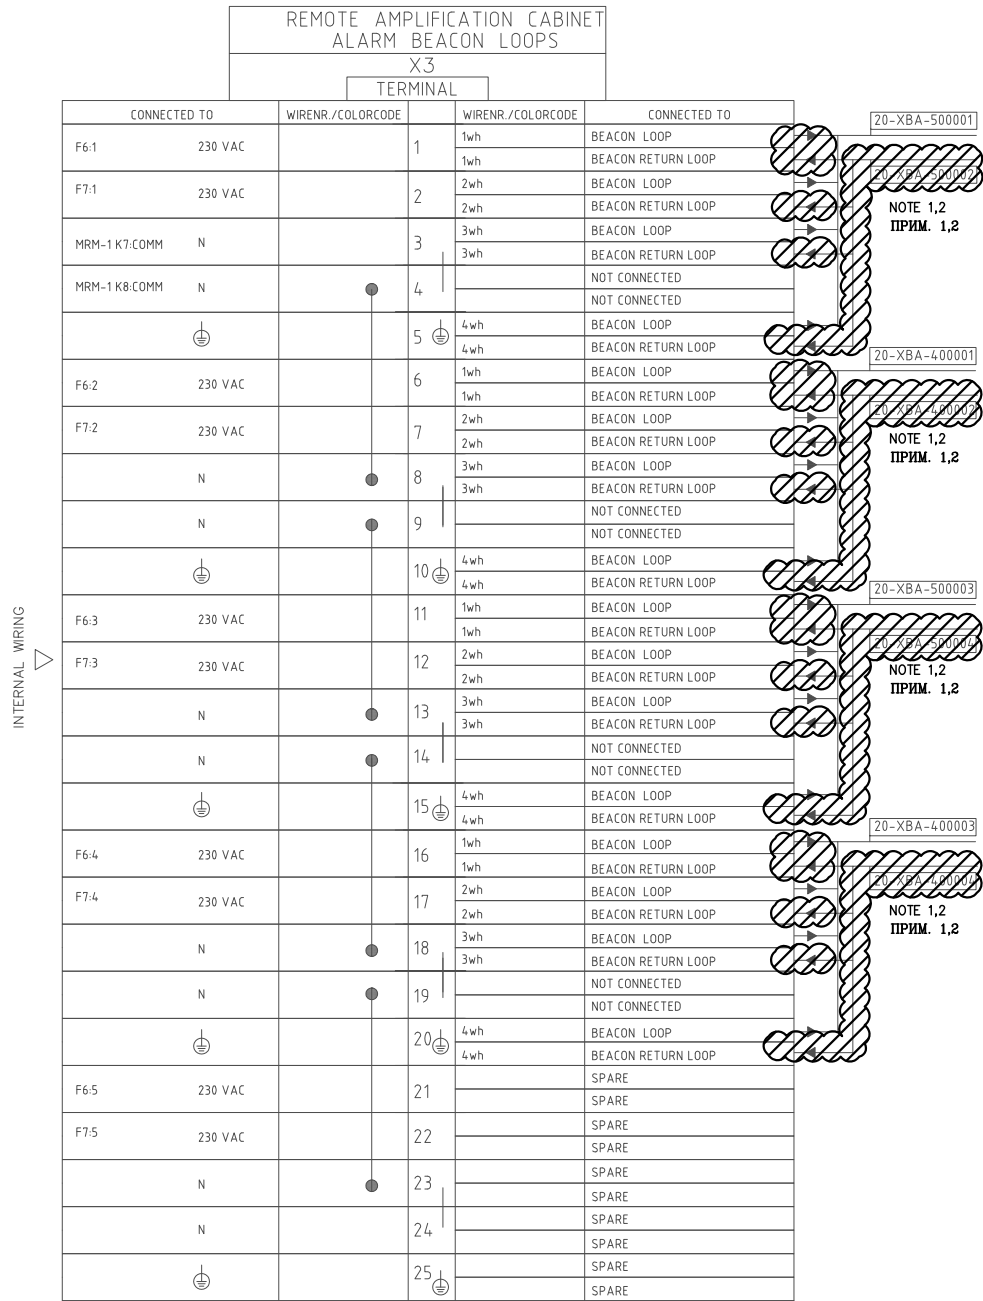 REMOTE AMPLIFICATION CABINET
ALARM BEACON LOOPS
X3
TERMINAL
CONNECTED TO WIRENR./COLORCODE WIRENR./COLORCODE CONNECTED TO
20-XBA-500001
F6:1 230 VAC 1 1wh BEACON LOOP
1wh BEACON RETURN LOOP
20-XBA-500002
F7:1 230 VAC 2 2wh BEACON LOOP
2wh BEACON RETURN LOOP
NOTE 1,2
ПРИМ. 1,2
MRM-1 K7:COMM N 3 3wh BEACON LOOP
3wh BEACON RETURN LOOP
MRM-1 K8:COMM N 4 NOT CONNECTED
NOT CONNECTED
5 4wh BEACON LOOP
4wh BEACON RETURN LOOP
20-XBA-400001
F6:2 230 VAC 6 1wh BEACON LOOP
1wh BEACON RETURN LOOP
20-XBA-400002
F7:2 230 VAC 7 2wh BEACON LOOP
2wh BEACON RETURN LOOP
NOTE 1,2
ПРИМ. 1,2
N 8 3wh BEACON LOOP
3wh BEACON RETURN LOOP
N 9 NOT CONNECTED
NOT CONNECTED
10 4wh BEACON LOOP
4wh BEACON RETURN LOOP
20-XBA-500003
F6:3 230 VAC 11 1wh BEACON LOOP
1wh BEACON RETURN LOOP
20-XBA-500004
INTERNAL WIRING
F7:3 230 VAC 12 2wh BEACON LOOP
2wh BEACON RETURN LOOP
NOTE 1,2
ПРИМ. 1,2
N 13 3wh BEACON LOOP
3wh BEACON RETURN LOOP
N 14 NOT CONNECTED
NOT CONNECTED
15 4wh BEACON LOOP
4wh BEACON RETURN LOOP
20-XBA-400003
F6:4 230 VAC 16 1wh BEACON LOOP
1wh BEACON RETURN LOOP
20-XBA-400004
F7:4 230 VAC 17 2wh BEACON LOOP
2wh BEACON RETURN LOOP
NOTE 1,2
ПРИМ. 1,2
N 18 3wh BEACON LOOP
3wh BEACON RETURN LOOP
N 19 NOT CONNECTED
NOT CONNECTED
20 4wh BEACON LOOP
4wh BEACON RETURN LOOP
F6:5 230 VAC 21 SPARE
SPARE
F7:5 230 VAC 22 SPARE
SPARE
N 23 SPARE
SPARE
N 24 SPARE
SPARE
25 SPARE
SPARE